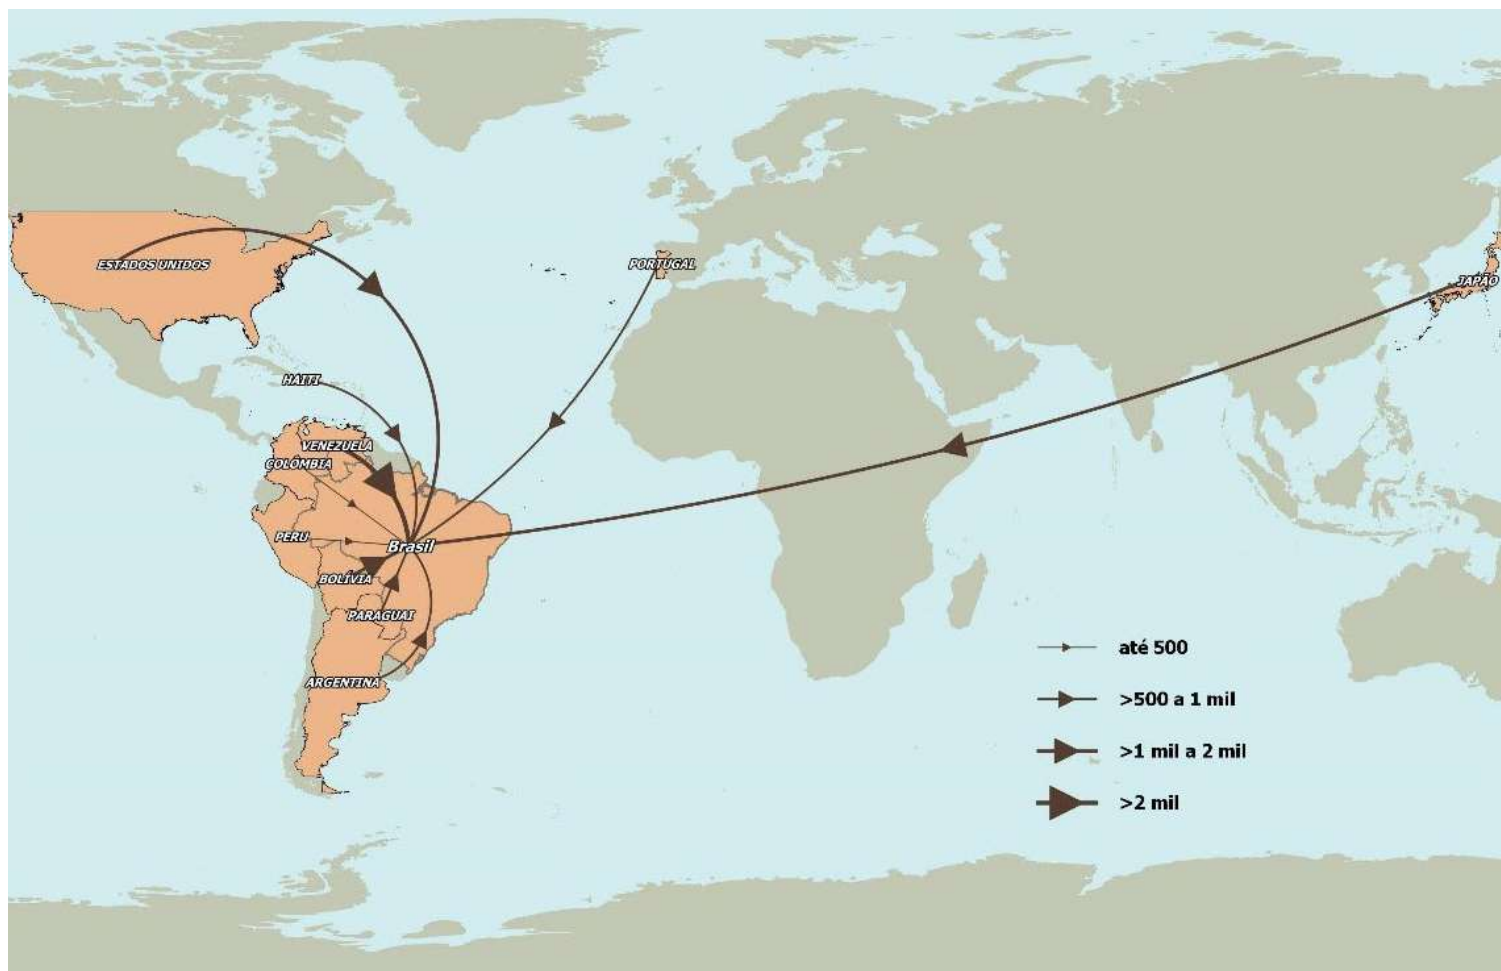 ESTADOS UNIDOS
PORTUGAL
JAPÃO
HAITI
VENEZUELA
COLÔMBIA
PERU
Brasil
BOLÍVIA
PARAGUAI
ARGENTINA
até 500
>500 a 1 mil
>1 mil a 2 mil
>2 mil